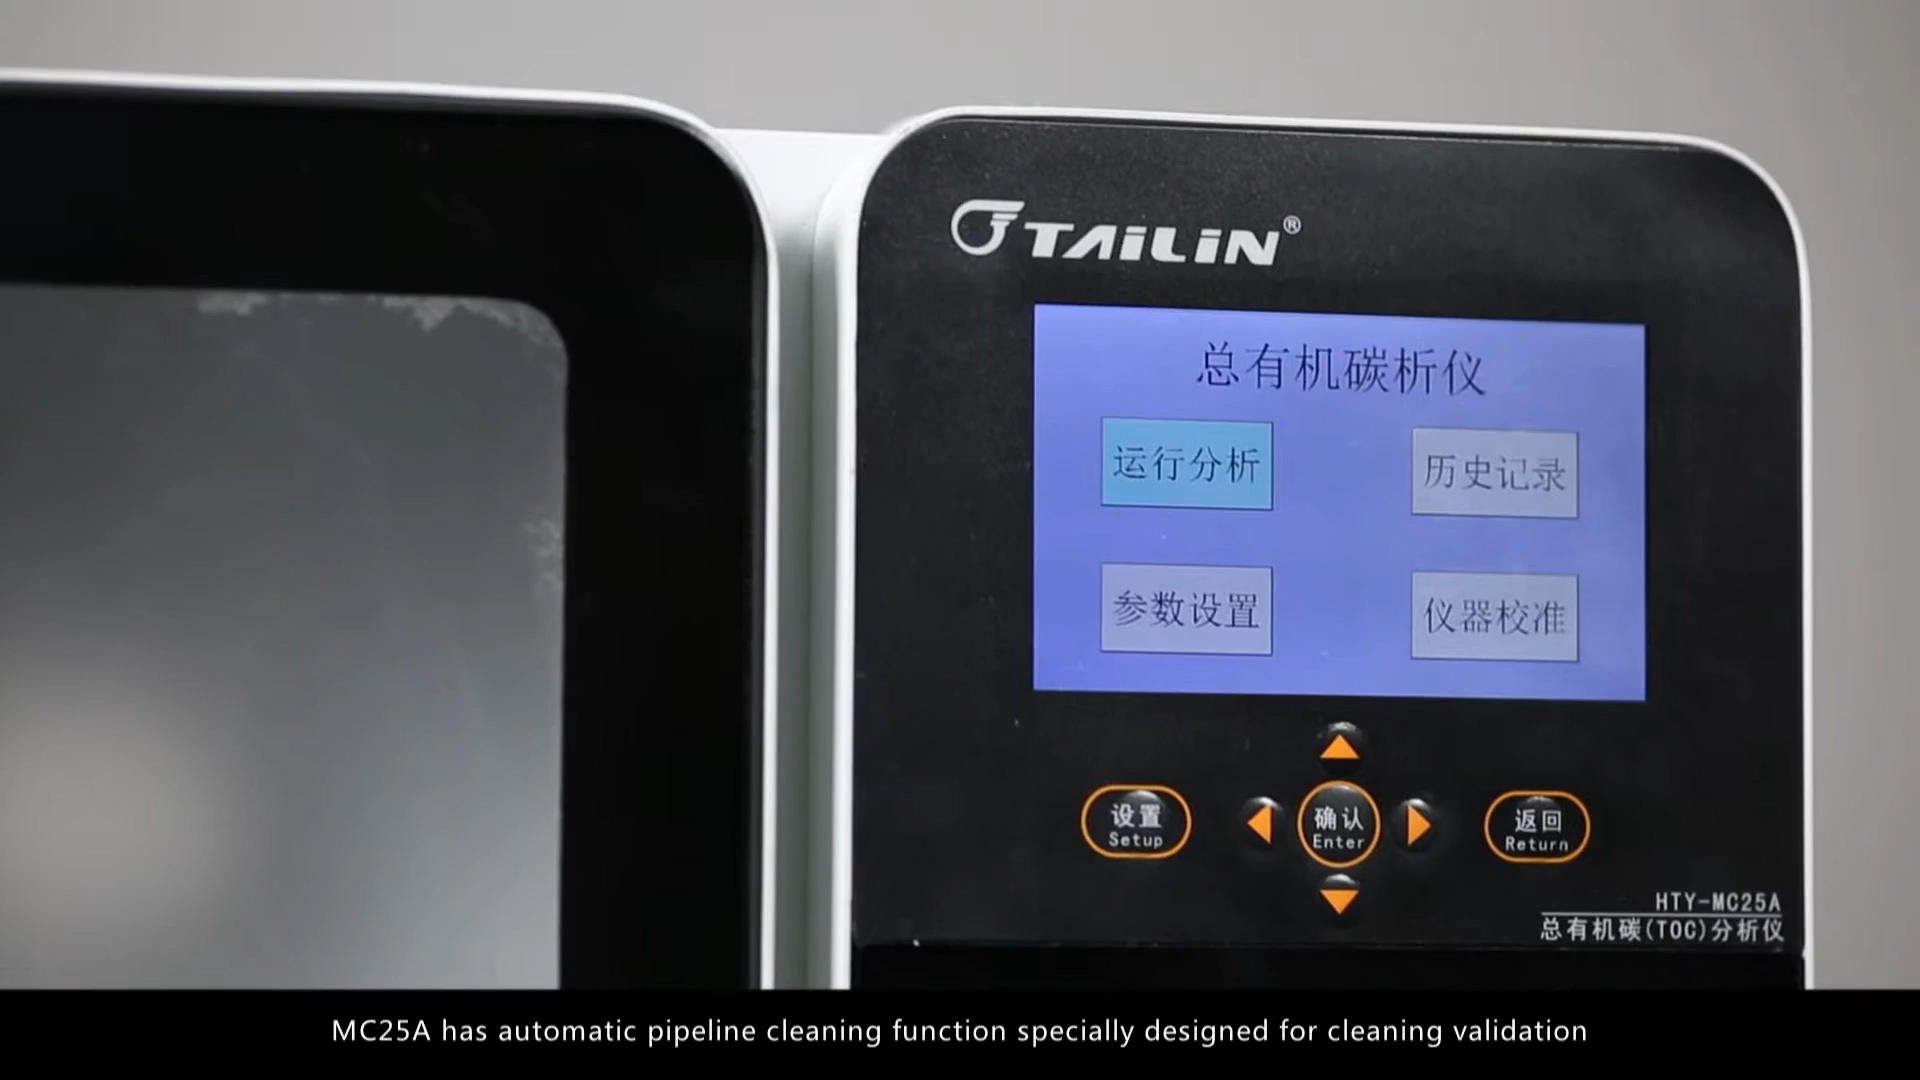 TAILIN®
总有机碳析仪
运行分析 历史记录
参数设置 仪器校准
设置 确认 返回
Setup Enter Return
HTY-MC25A
总有机碳(TOC)分析仪
MC25A has automatic pipeline cleaning function specially designed for cleaning validation